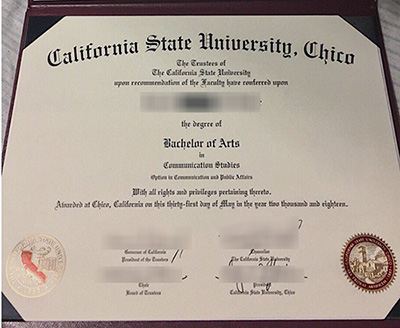 California State University, Chico
The Trustees of
The California State University
upon recommendation of the Faculty have conferred upon
the degree of
Bachelor of Arts
in
Communication Studies
Option in Communication and Public Affairs
With all rights and privileges pertaining thereto.
Awarded at Chico, California on this thirty-first day of May in the year two thousand and eighteen.
Governor of California
President of the Trustees
Chancellor
The California State University
Chair
Board of Trustees
President
California State University, Chico